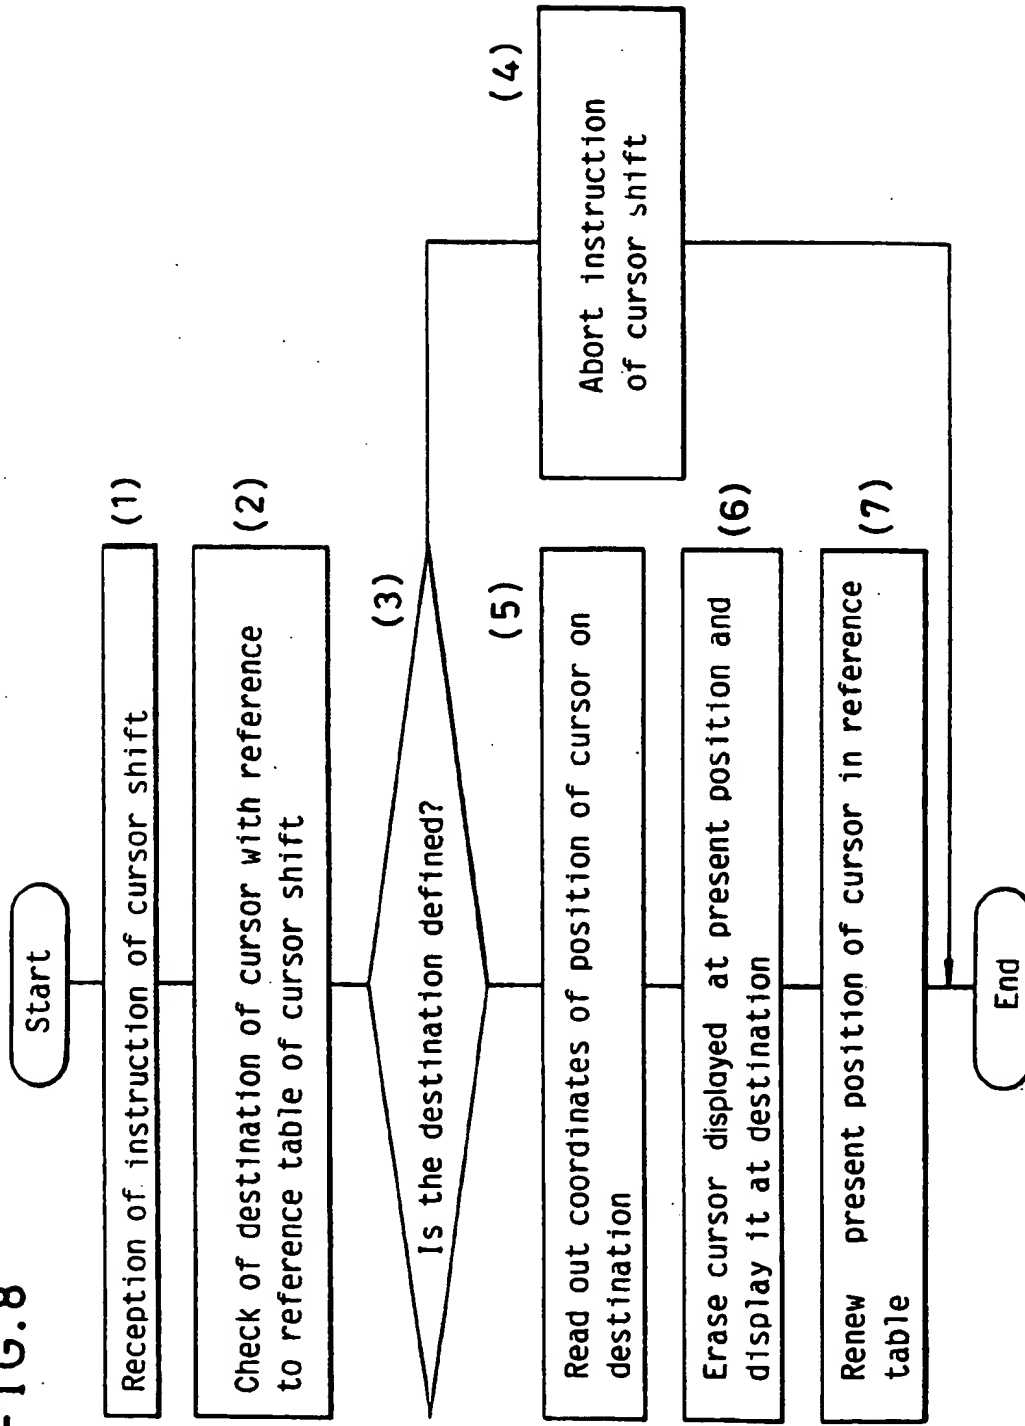 FIG.8
Start
Reception of instruction of cursor shift
(1)
Check of destination of cursor with reference
to reference table of cursor shift
(2)
Is the destination defined?
(3)
Abort instruction
of cursor shift
(4)
Read out coordinates of position of cursor on
destination
(5)
Erase cursor displayed at present position and
display it at destination
(6)
Renew present position of cursor in reference
table
(7)
End